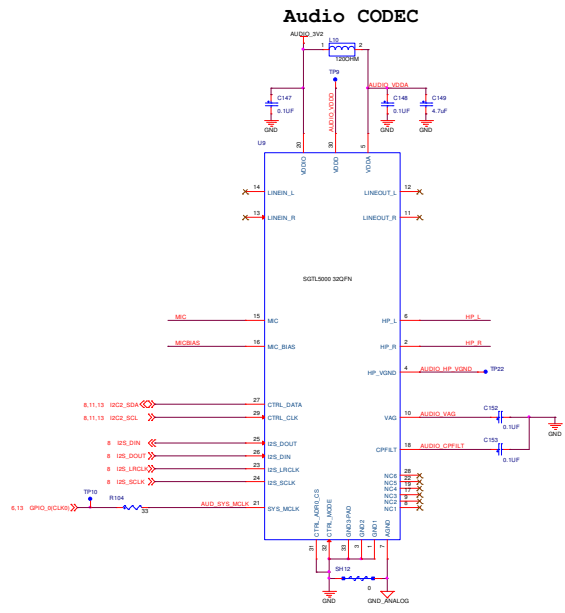 Audio CODEC
AUDIO_3V2
L10
1 2
120OHM
TP9
AUDIO_VDDD
AUDIO_VDDA
C147
0.1UF
GND
C148
0.1UF
GND
C149
4.7uF
GND
U9
20 30 5
VDDIO VDDD VDDA
14 LINEIN_L LINEOUT_L 12
13 LINEIN_R LINEOUT_R 11
SGTL5000 32QFN
MIC 15 MIC HP_L 6 HP_L
MICBIAS 16 MIC_BIAS HP_R 2 HP_R
HP_VGND 4 AUDIO_HP_VGND TP22
8,11,13 I2C2_SDA 27 CTRL_DATA
8,11,13 I2C2_SCL 29 CTRL_CLK
VAG 10 AUDIO_VAG C152 0.1UF
GND
8 I2S_DIN 25 I2S_DOUT
8 I2S_DOUT 26 I2S_DIN
CPFILT 18 AUDIO_CPFILT C153 0.1UF
I2S_LRCLK 23 I2S_LRCLK
8 I2S_SCLK 24 I2S_SCLK
NC6 28
NC5 22
NC4 19
NC3 17
NC2 9
NC1 8
TP10
6,13 GPIO_0(CLK0) R104 33 AUD_SYS_MCLK 21 SYS_MCLK
CTRL_ADR0_CS CTRL_MODE GND3.PAD GND2 GND1 AGND
31 32 33 3 1 7
SH12
0
GND
GND_ANALOG